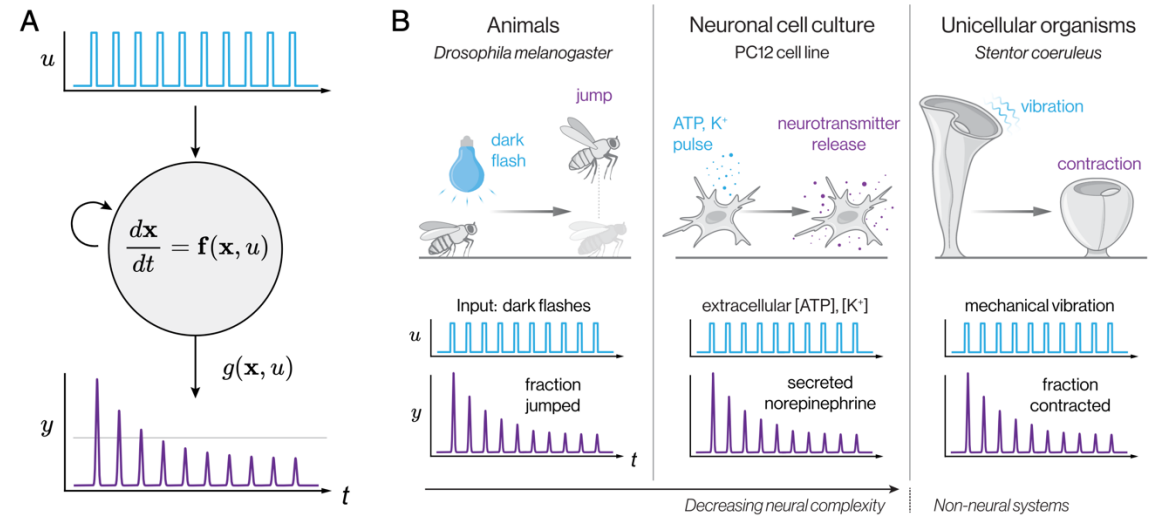 A
u
dx/dt = f(x, u)
g(x, u)
y
t
B
Animals
Drosophila melanogaster
jump
dark
flash
Neuronal cell culture
PC12 cell line
ATP, K⁺
pulse
neurotransmitter
release
Unicellular organisms
Stentor coeruleus
vibration
contraction
Input: dark flashes
u
fraction
jumped
y
t
extracellular [ATP], [K⁺]
secreted
norepinephrine
mechanical vibration
fraction
contracted
Decreasing neural complexity
Non-neural systems